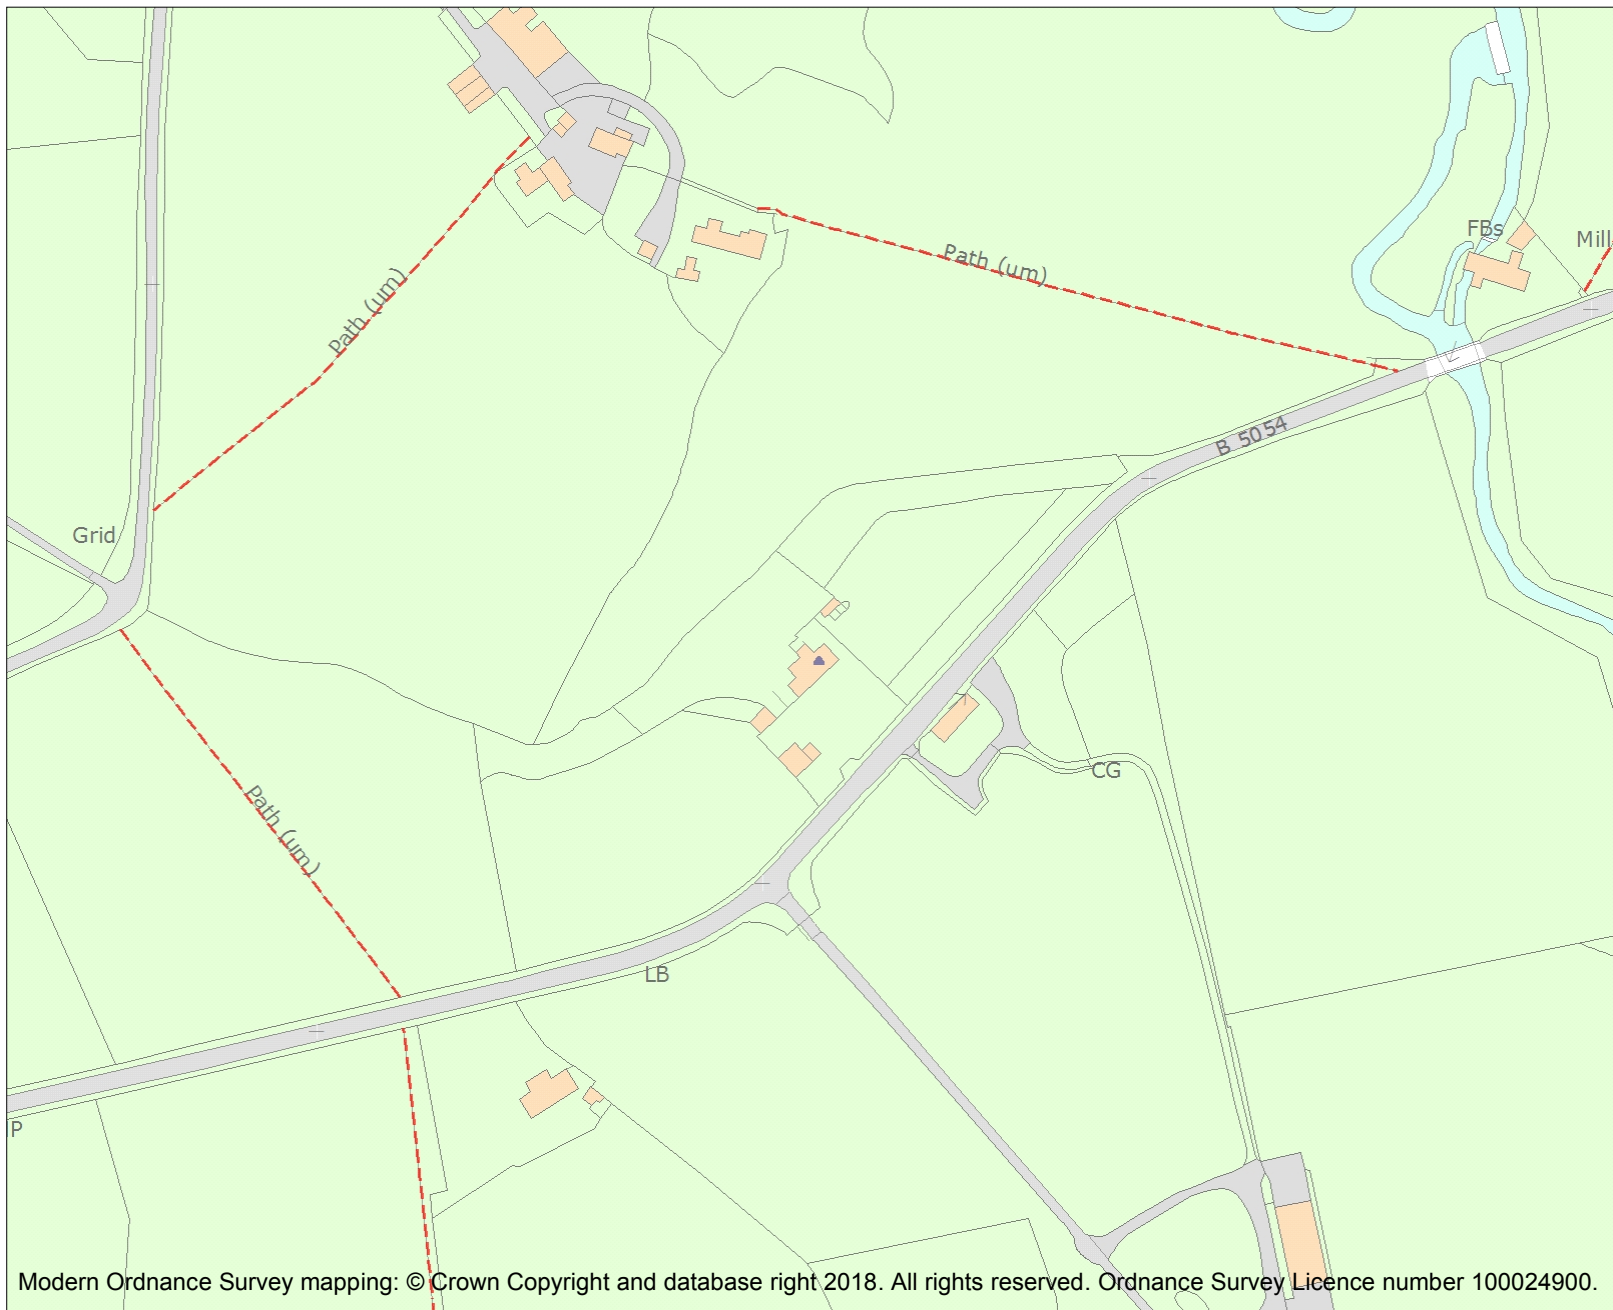 FBs
Mill
Path (um)
Path (um)
B 5054
Grid
CG
Path (um)
LB
IP
Modern Ordnance Survey mapping: © Crown Copyright and database right 2018. All rights reserved. Ordnance Survey Licence number 100024900.